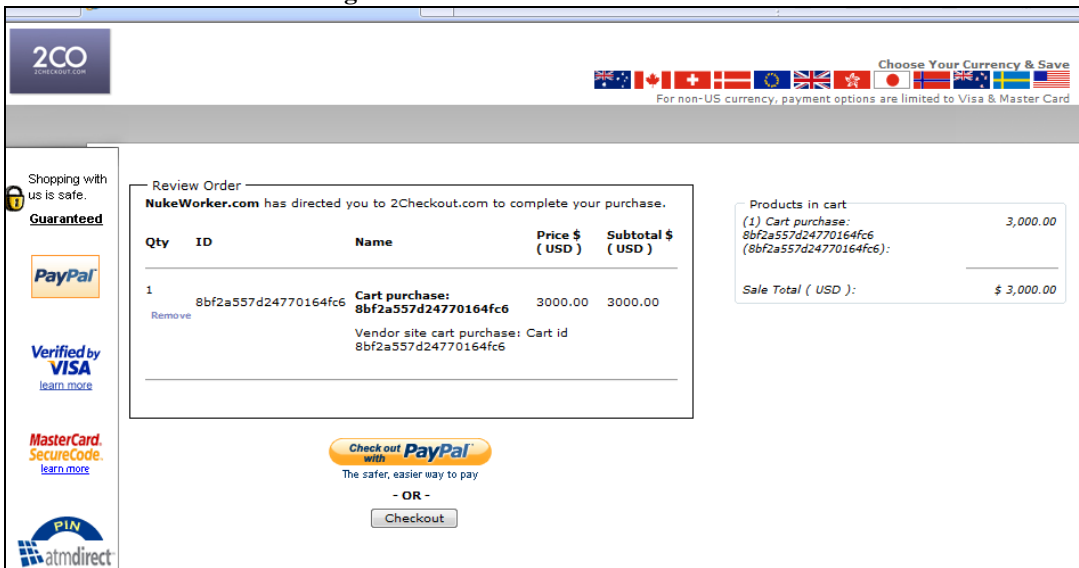 2CO
2CHECKOUT.COM
Choose Your Currency & Save
For non-US currency, payment options are limited to Visa & Master Card
Shopping with
us is safe.
Guaranteed
PayPal
Verified by
VISA
learn more
MasterCard.
SecureCode.
learn more
PIN
atmdirect
Review Order
NukeWorker.com has directed you to 2Checkout.com to complete your purchase.
Qty ID Name Price $ ( USD ) Subtotal $ ( USD )
1 8bf2a557d24770164fc6 Cart purchase: 3000.00 3000.00
Remove 8bf2a557d24770164fc6
Vendor site cart purchase: Cart id
8bf2a557d24770164fc6
Check out with PayPal
The safer, easier way to pay
- OR -
Checkout
Products in cart
(1) Cart purchase: 3,000.00
8bf2a557d24770164fc6
(8bf2a557d24770164fc6):
Sale Total ( USD ): $ 3,000.00